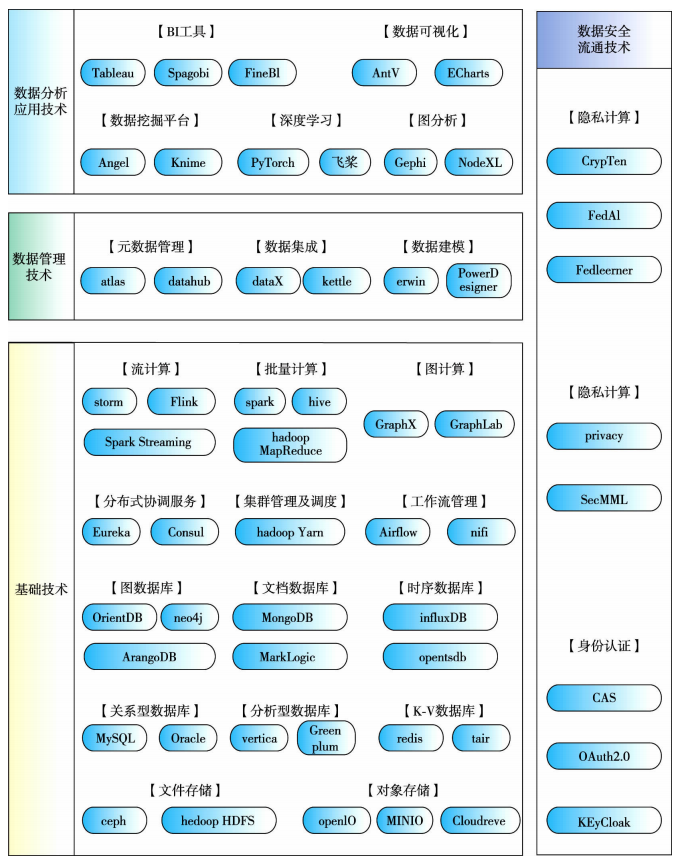 数据分析
应用技术
【BI工具】
Tableau
Spagobi
FineBl
【数据可视化】
AntV
ECharts
【数据挖掘平台】
Angel
Knime
【深度学习】
PyTorch
飞桨
【图分析】
Gephi
NodeXL
数据管理
技术
【元数据管理】
atlas
datahub
【数据集成】
dataX
kettle
【数据建模】
erwin
PowerD
esigner
基础技术
【流计算】
storm
Flink
Spark Streaming
【批量计算】
spark
hive
hadoop
MapReduce
【图计算】
GraphX
GraphLab
【分布式协调服务】
Eureka
Consul
【集群管理及调度】
hadoop Yarn
【工作流管理】
Airflow
nifi
【图数据库】
OrientDB
neo4j
ArangoDB
【文档数据库】
MongoDB
MarkLogic
【时序数据库】
influxDB
opentsdb
【关系型数据库】
MySQL
Oracle
【分析型数据库】
vertica
Green
plum
【K-V数据库】
redis
tair
【文件存储】
ceph
hedoop HDFS
【对象存储】
openlO
MINIO
Cloudreve
数据安全
流通技术
【隐私计算】
CrypTen
FedAl
Fedleerner
【隐私计算】
privacy
SecMML
【身份认证】
CAS
OAuth2.0
KEyCloak